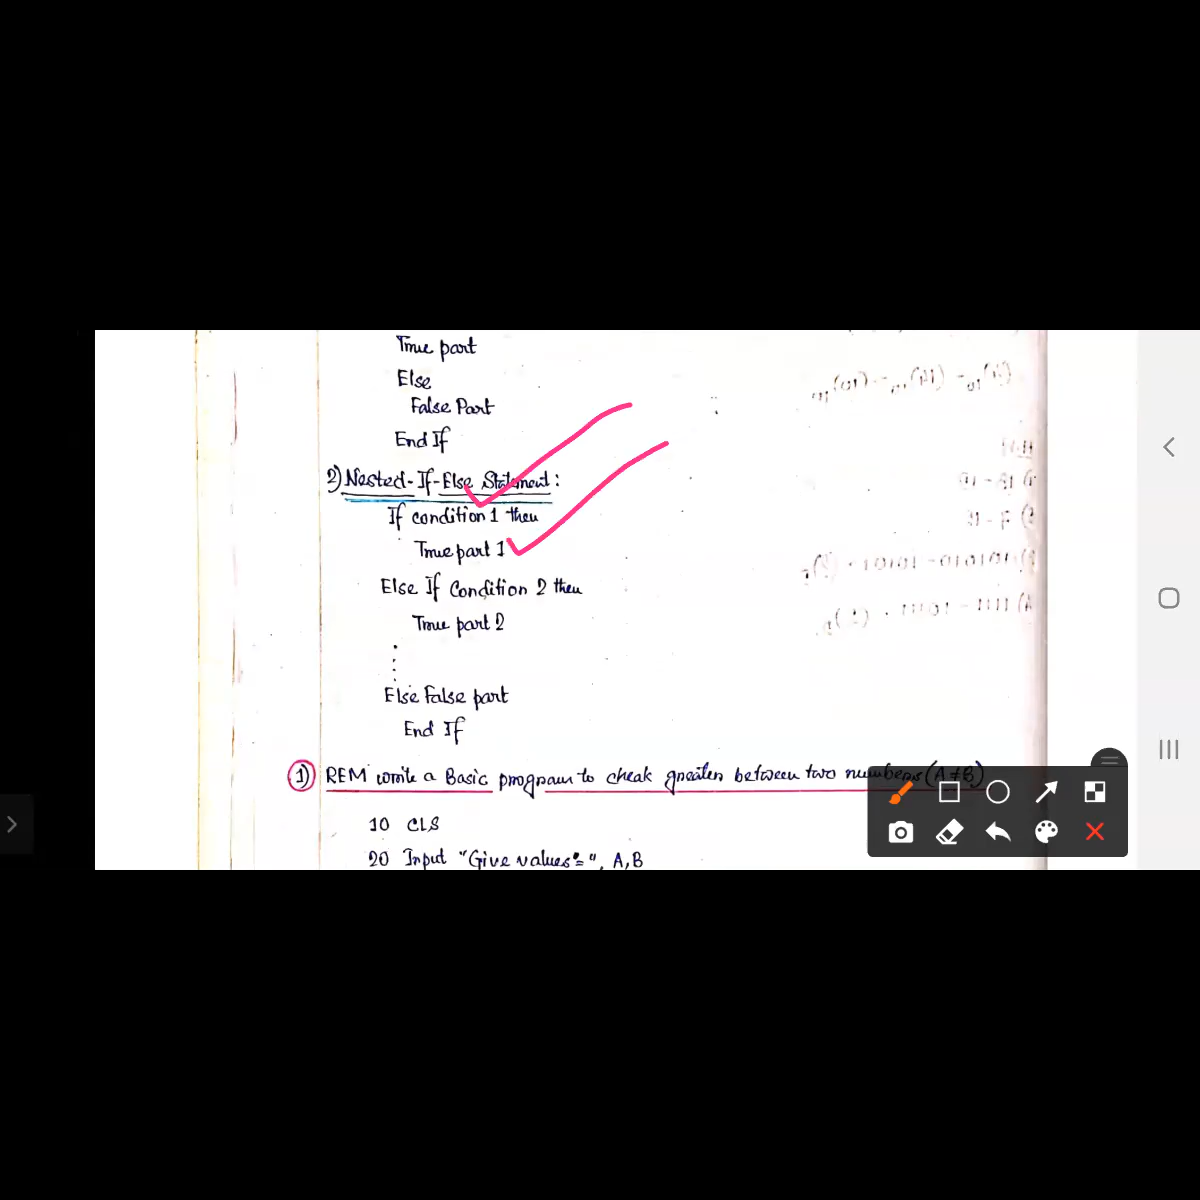 True part
Else
False Part
End If
2) Nested-If-Else Statement:
If condition 1 then
True part 1
Else If Condition 2 then
True part 2
Else False part
End If
1) REM write a Basic program to cheak greater between two numbers (A≠B)
10 CLS
20 Input "Give values"=", A,B